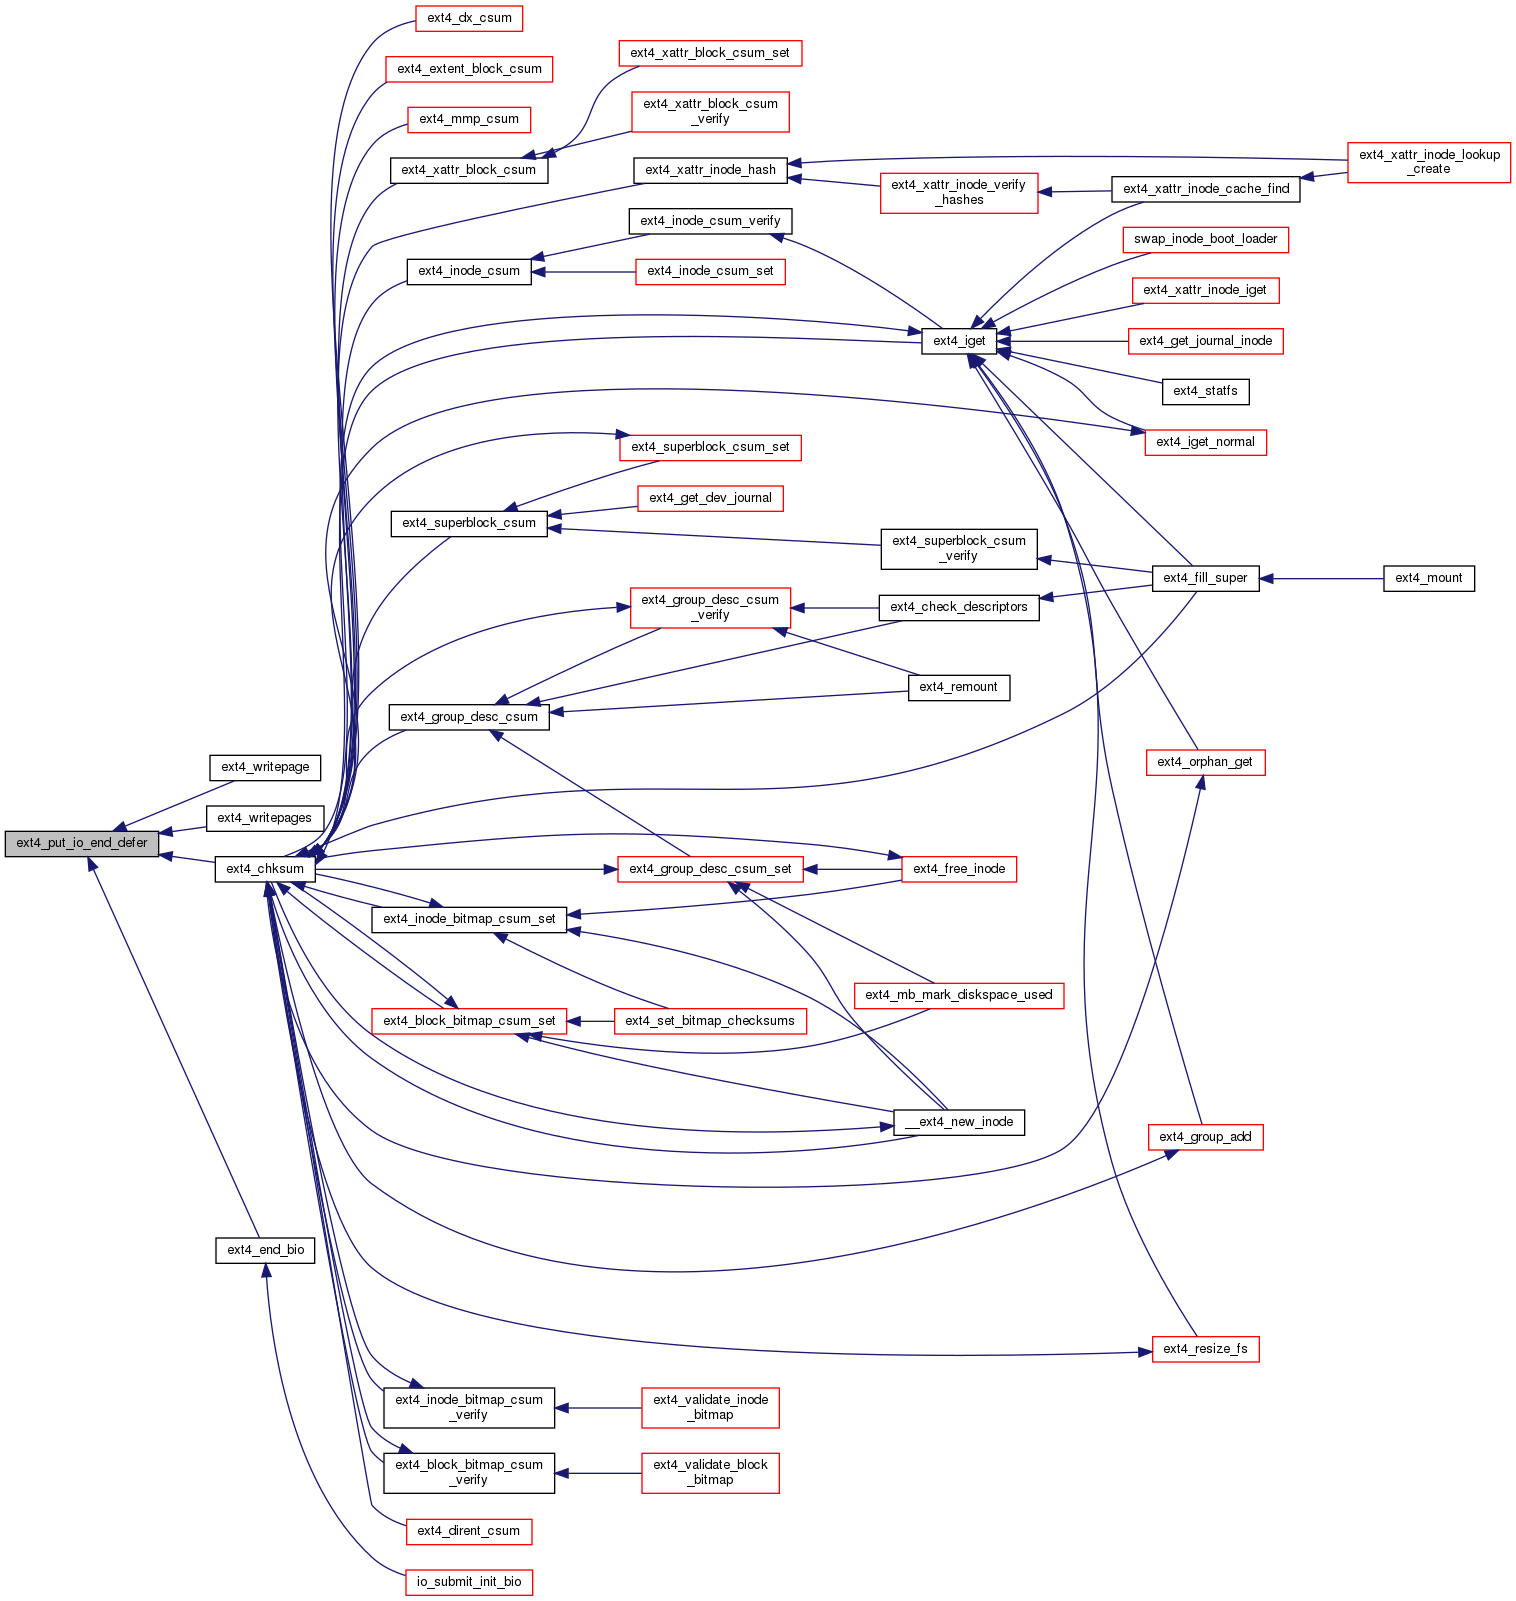 ext4_dx_csum
ext4_xattr_block_csum_set
ext4_extent_block_csum
ext4_xattr_block_csum
_verify
ext4_mmp_csum
ext4_xattr_block_csum
ext4_xattr_inode_hash
ext4_xattr_inode_lookup
_create
ext4_xattr_inode_verify
_hashes
ext4_xattr_inode_cache_find
ext4_inode_csum_verify
swap_inode_boot_loader
ext4_inode_csum
ext4_inode_csum_set
ext4_xattr_inode_iget
ext4_iget
ext4_get_journal_inode
ext4_statfs
ext4_iget_normal
ext4_superblock_csum_set
ext4_get_dev_journal
ext4_superblock_csum
ext4_superblock_csum
_verify
ext4_fill_super
ext4_mount
ext4_group_desc_csum
_verify
ext4_check_descriptors
ext4_remount
ext4_group_desc_csum
ext4_orphan_get
ext4_writepage
ext4_writepages
ext4_put_io_end_defer
ext4_chksum
ext4_group_desc_csum_set
ext4_free_inode
ext4_inode_bitmap_csum_set
ext4_mb_mark_diskspace_used
ext4_block_bitmap_csum_set
ext4_set_bitmap_checksums
__ext4_new_inode
ext4_group_add
ext4_end_bio
ext4_resize_fs
ext4_inode_bitmap_csum
_verify
ext4_validate_inode
_bitmap
ext4_block_bitmap_csum
_verify
ext4_validate_block
_bitmap
ext4_dirent_csum
io_submit_init_bio